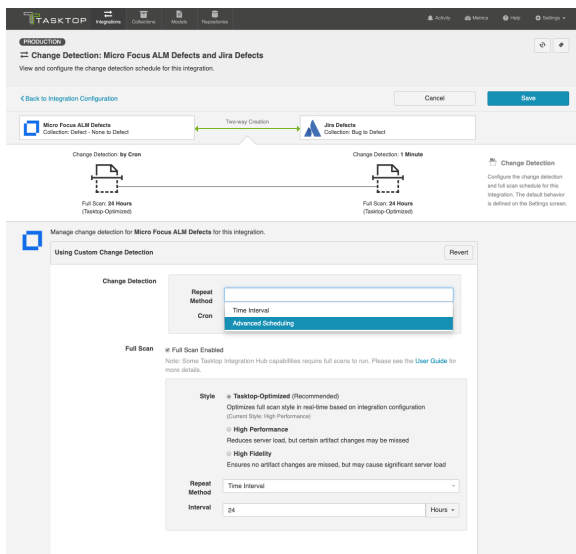 TASKTOP
Integrations
Collections
Models
Repositories
Activity
Metrics
Help
Settings
PRODUCTION
Change Detection: Micro Focus ALM Defects and Jira Defects
View and configure the change detection schedule for this integration.
Back to Integration Configuration
Cancel
Save
Micro Focus ALM Defects
Collection: Defect - None to Defect
Two-way Creation
Jira Defects
Collection: Bug to Defect
Change Detection: by Cron
Change Detection: 1 Minute
Full Scan: 24 Hours
(Tasktop-Optimized)
Full Scan: 24 Hours
(Tasktop-Optimized)
Change Detection
Configure the change detection
and full scan schedule for this
integration. The default behavior
is defined on the Settings screen.
Manage change detection for Micro Focus ALM Defects for this integration.
Using Custom Change Detection
Revert
Change Detection
Repeat
Method
Cron
Time Interval
Advanced Scheduling
Full Scan
Full Scan Enabled
Note: Some Tasktop Integration Hub capabilities require full scans to run. Please see the User Guide for
more details.
Style
Tasktop-Optimized (Recommended)
Optimizes full scan style in real-time based on integration configuration
(Current Style: High Performance)
High Performance
Reduces server load, but certain artifact changes may be missed
High Fidelity
Ensures no artifact changes are missed, but may cause significant server load
Repeat
Method
Time Interval
Interval
24
Hours